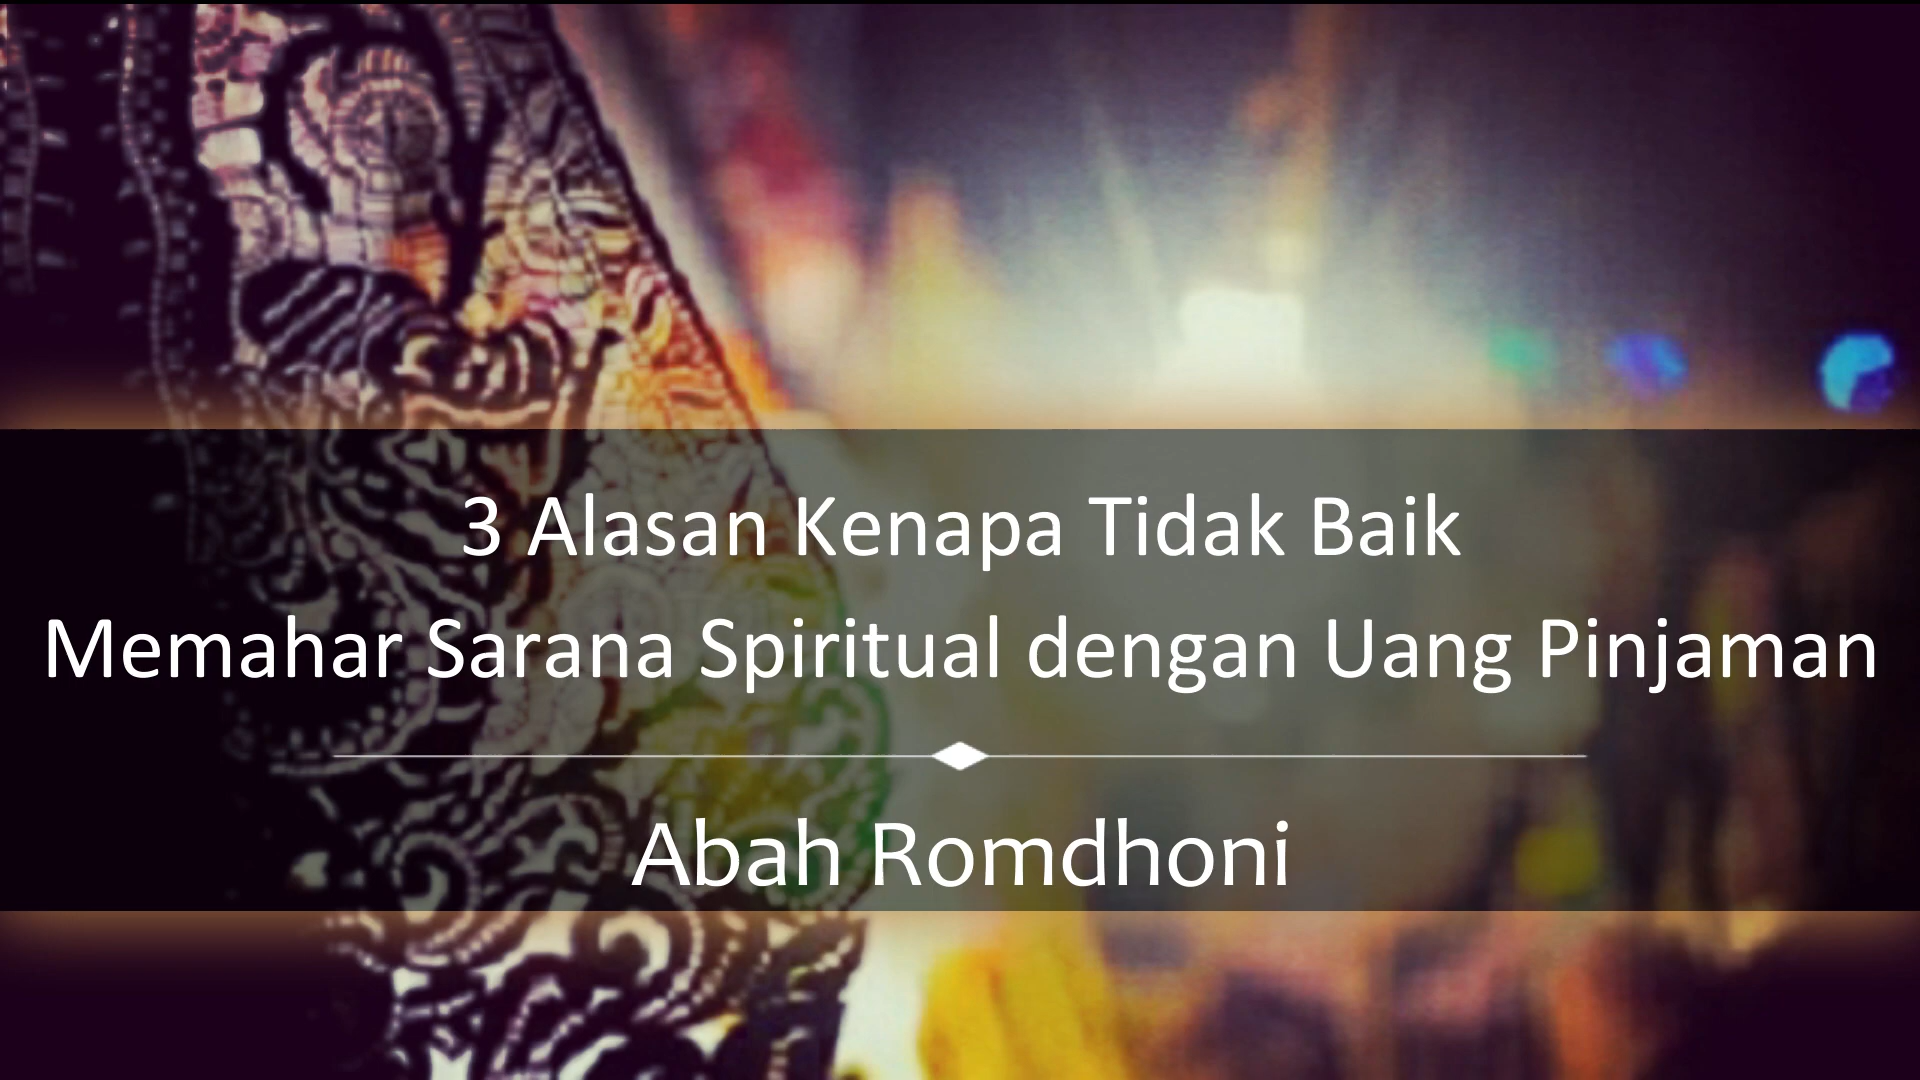 3 Alasan Kenapa Tidak Baik
Memahar Sarana Spiritual dengan Uang Pinjaman
Abah Romdhoni